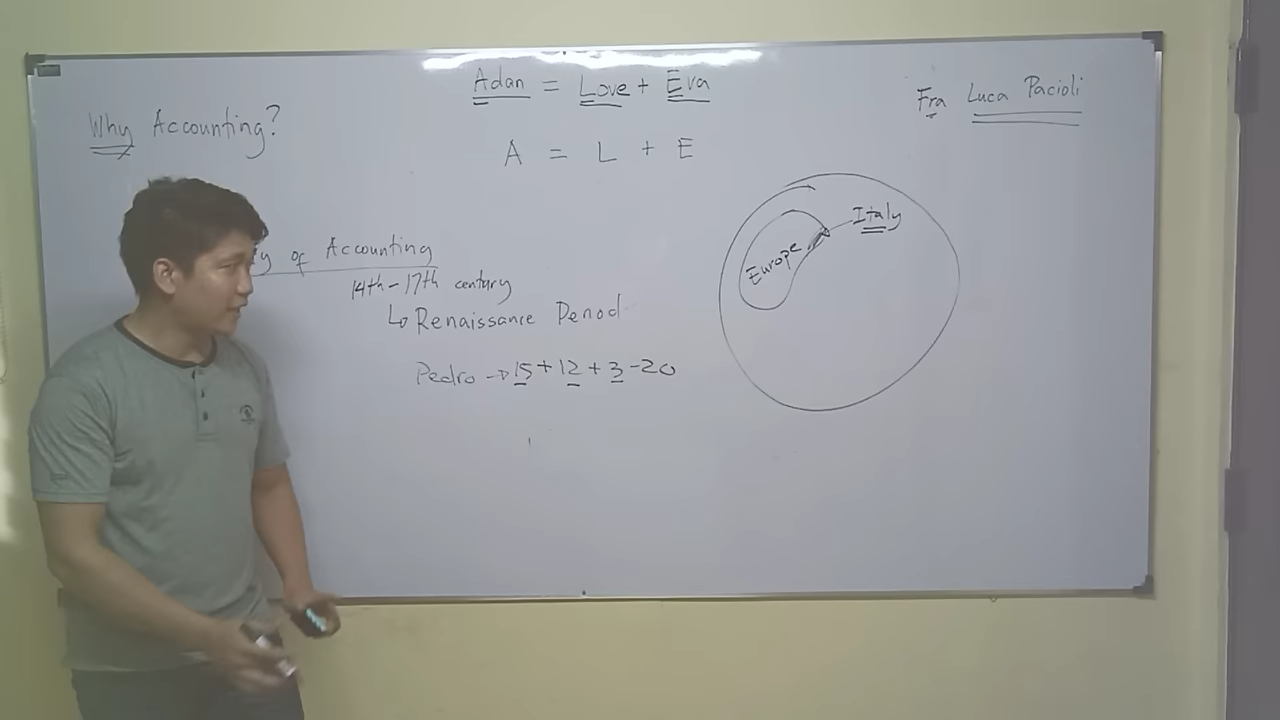 Adan = Love + Eva
Fra Luca Pacioli
Why Accounting?
A = L + E
Italy
Europe
of Accounting
14th - 17th century
↳ Renaissance Period
Pedro → 15 + 12 + 3 - 20